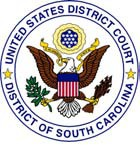 UNITED STATES DISTRICT COURT
DISTRICT OF SOUTH CAROLINA